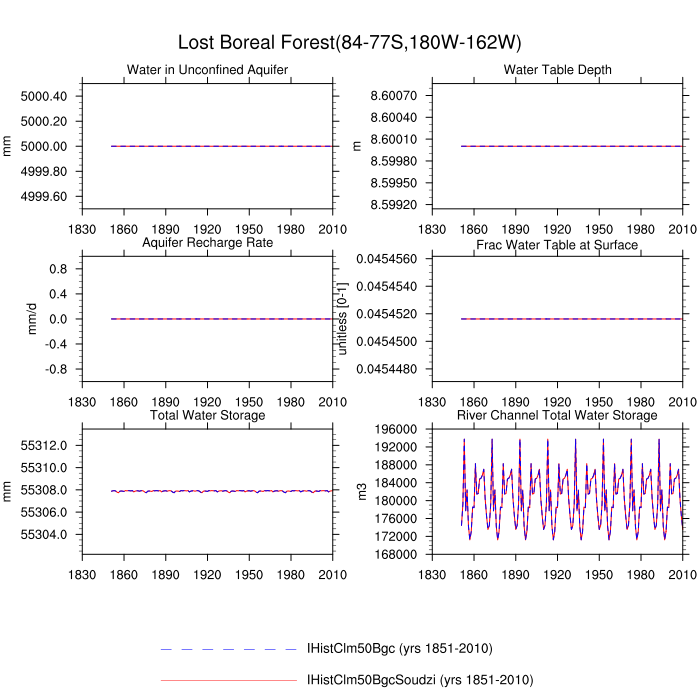 Lost Boreal Forest(84-77S,180W-162W)
Water in Unconfined Aquifer
mm
5000.40
5000.20
5000.00
4999.80
4999.60
1830 1860 1890 1920 1950 1980 2010
Water Table Depth
m
8.60070
8.60040
8.60010
8.59980
8.59950
8.59920
1830 1860 1890 1920 1950 1980 2010
Aquifer Recharge Rate
mm/d
0.8
0.4
0.0
-0.4
-0.8
1830 1860 1890 1920 1950 1980 2010
Frac Water Table at Surface
unitless [0-1]
0.0454560
0.0454540
0.0454520
0.0454500
0.0454480
1830 1860 1890 1920 1950 1980 2010
Total Water Storage
mm
55312.0
55310.0
55308.0
55306.0
55304.0
1830 1860 1890 1920 1950 1980 2010
River Channel Total Water Storage
m3
196000
192000
188000
184000
180000
176000
172000
168000
1830 1860 1890 1920 1950 1980 2010
IHistClm50Bgc (yrs 1851-2010)
IHistClm50BgcSoudzi (yrs 1851-2010)